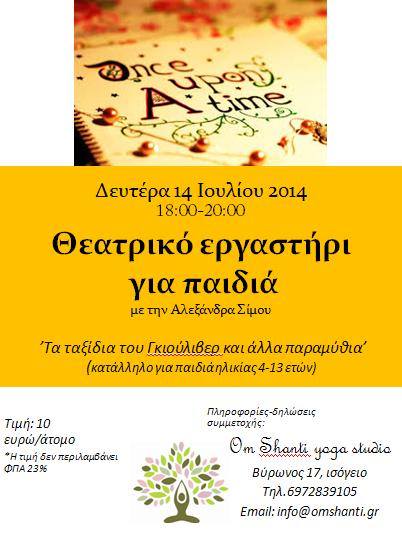 Once
upon
A time
Δευτέρα 14 Ιουλίου 2014
18:00-20:00
Θεατρικό εργαστήρι
για παιδιά
με την Αλεξάνδρα Σίμου
‘Τα ταξίδια του Γκιούλιβερ και άλλα παραμύθια’
(κατάλληλο για παιδιά ηλικίας 4-13 ετών)
Τιμή: 10
ευρώ/άτομο
*Η τιμή δεν περιλαμβάνει
ΦΠΑ 23%
Πληροφορίες-δηλώσεις
συμμετοχής:
Om Shanti yoga studio
Βύρωνος 17, ισόγειο
Τηλ. 6972839105
Email: info@omshanti.gr